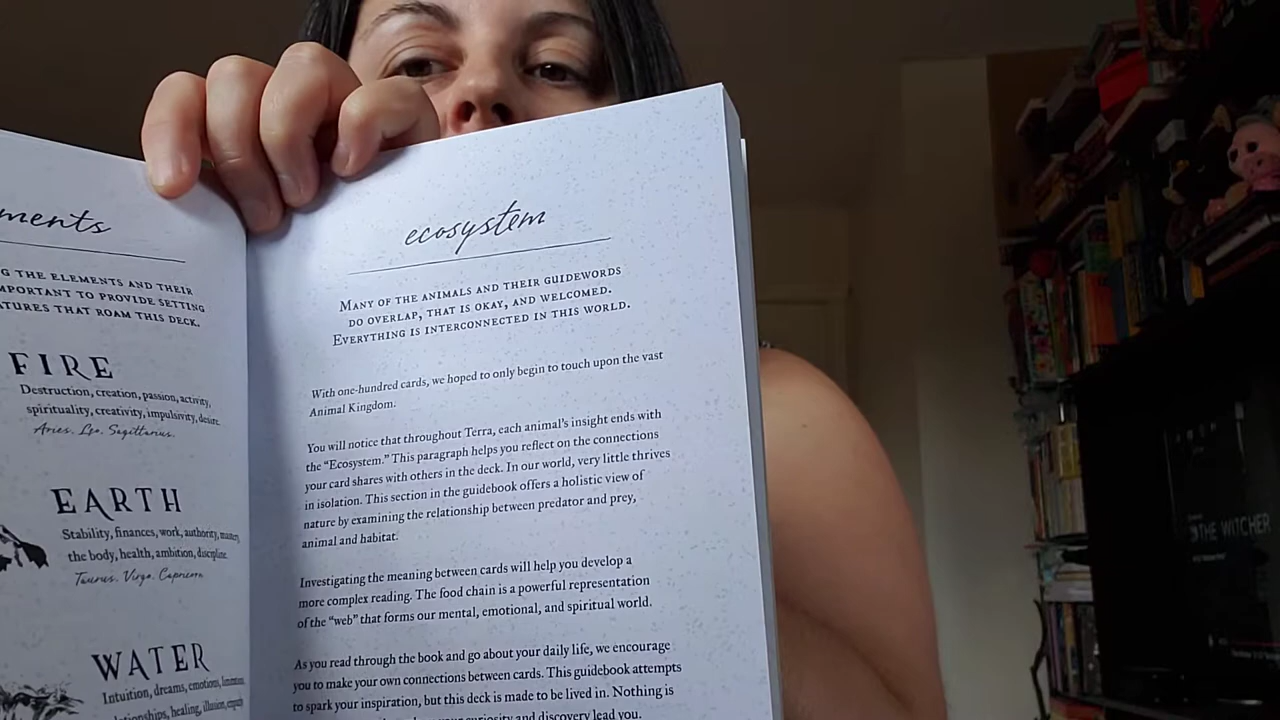 ments
G THE ELEMENTS AND THEIR
MPORTANT TO PROVIDE SETTING
ATURES THAT ROAM THIS DECK.
FIRE
Destruction, creation, passion, activity,
spirituality, creativity, impulsivity, desire.
Aries. Leo. Sagittarius.
EARTH
Stability, finances, work, authority, mastery,
the body, health, ambition, discipline.
Taurus. Virgo. Capricorn.
WATER
Intuition, dreams, emotions,
lationships, healing, illusion,
ecosystem
MANY OF THE ANIMALS AND THEIR GUIDEWORDS
DO OVERLAP, THAT IS OKAY, AND WELCOMED.
EVERYTHING IS INTERCONNECTED IN THIS WORLD.
With one-hundred cards, we hoped to only begin to touch upon the vast
Animal Kingdom.
You will notice that throughout Terra, each animal's insight ends with
the "Ecosystem." This paragraph helps you reflect on the connections
your card shares with others in the deck. In our world, very little thrives
in isolation. This section in the guidebook offers a holistic view of
nature by examining the relationship between predator and prey,
animal and habitat.
Investigating the meaning between cards will help you develop a
more complex reading. The food chain is a powerful representation
of the "web" that forms our mental, emotional, and spiritual world.
As you read through the book and go about your daily life, we encourage
you to make your own connections between cards. This guidebook attempts
to spark your inspiration, but this deck is made to be lived in. Nothing is
your curiosity and discovery lead you.
THE WITCHER